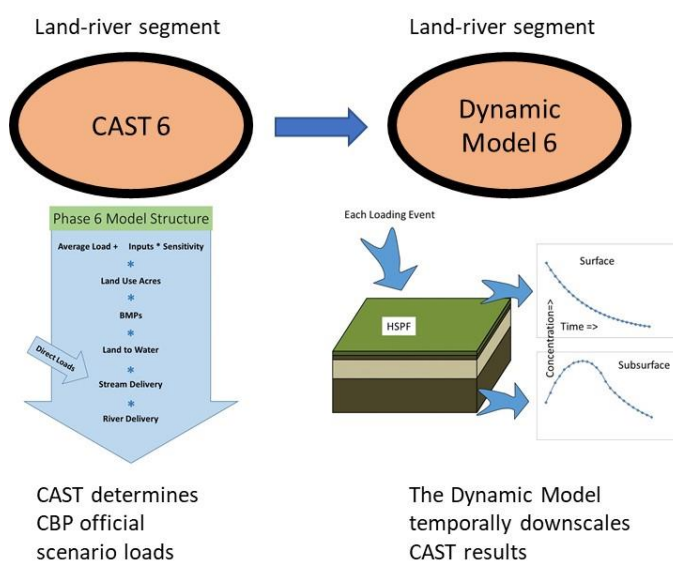 Land-river segment
CAST 6
Phase 6 Model Structure
Average Load + Inputs * Sensitivity
*
Land Use Acres
*
BMPs
*
Land to Water
Direct Loads
*
Stream Delivery
*
River Delivery
CAST determines
CBP official
scenario loads
Land-river segment
Dynamic
Model 6
Each Loading Event
HSPF
Surface
Concentration=>
Time =>
Subsurface
The Dynamic Model
temporally downscales
CAST results